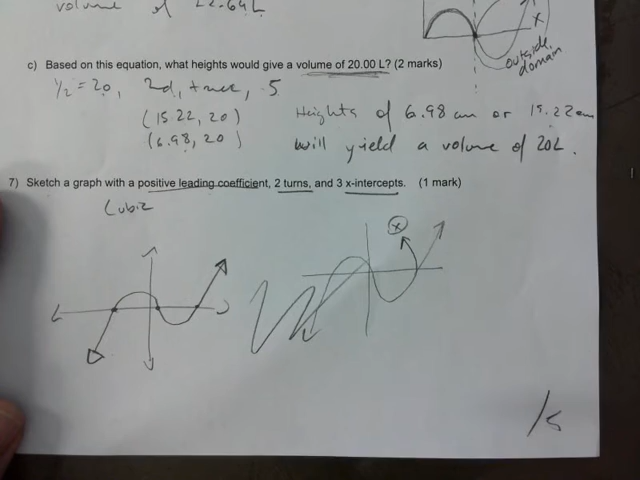 volume of 22.64L
X
outside
domain
c) Based on this equation, what heights would give a volume of 20.00 L? (2 marks)
Y2 = 20, 2nd, trace, 5
(15.22, 20)
(6.98, 20)
Heights of 6.98 cm or 15.22 cm
will yield a volume of 20L.
7) Sketch a graph with a positive leading coefficient, 2 turns, and 3 x-intercepts. (1 mark)
Cubic
x
/5